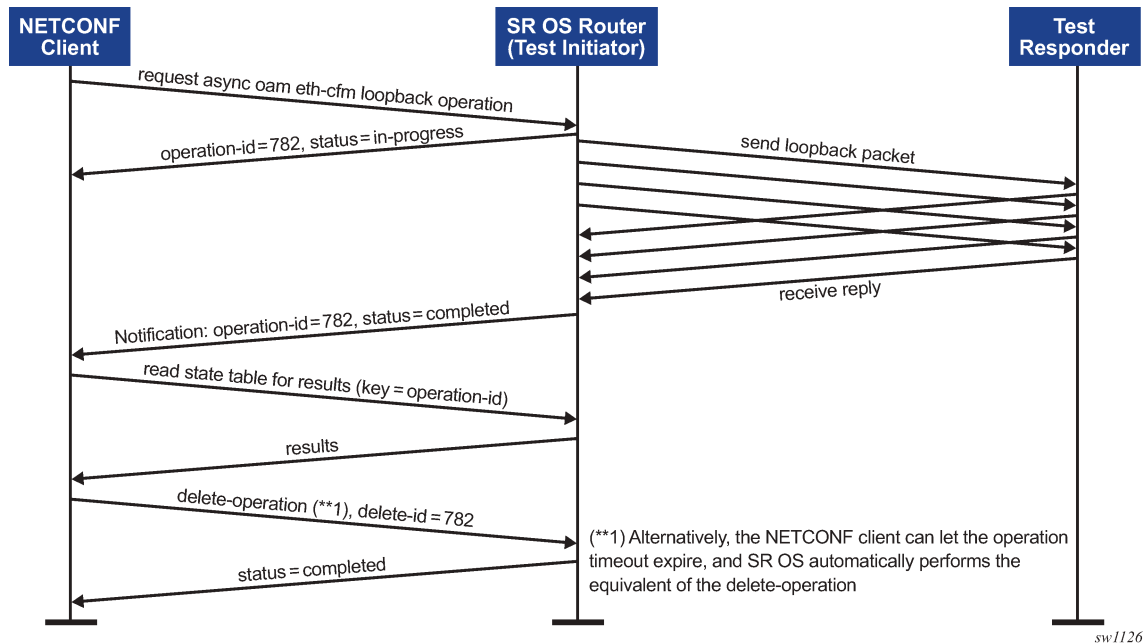 NETCONF
Client
SR OS Router
(Test Initiator)
Test
Responder
request async oam eth-cfm loopback operation
operation-id=782, status=in-progress
send loopback packet
receive reply
Notification: operation-id=782, status=completed
read state table for results (key=operation-id)
results
delete-operation (**1), delete-id=782
(**1) Alternatively, the NETCONF client can let the operation
timeout expire, and SR OS automatically performs the
equivalent of the delete-operation
status=completed
sw1126